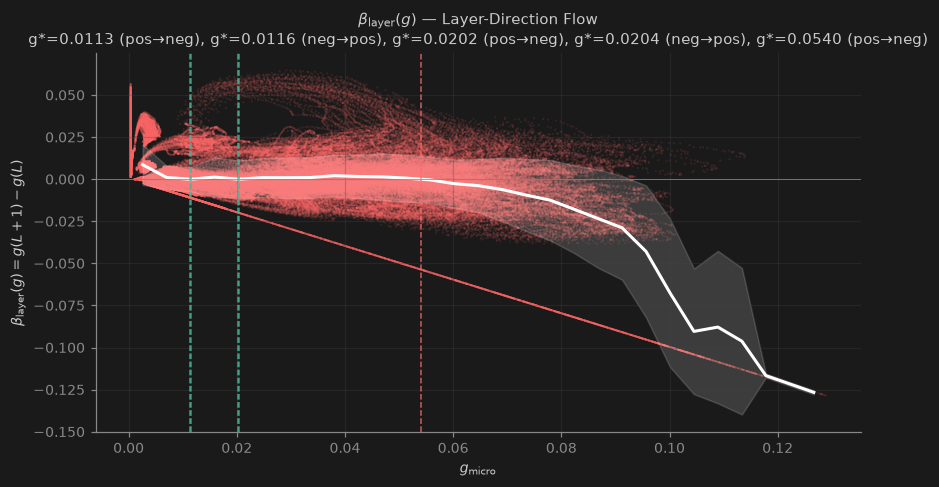 β_layer(g) — Layer-Direction Flow
g*=0.0113 (pos→neg), g*=0.0116 (neg→pos), g*=0.0202 (pos→neg), g*=0.0204 (neg→pos), g*=0.0540 (pos→neg)
β_layer(g) = g(L + 1) − g(L)
0.050
0.025
0.000
−0.025
−0.050
−0.075
−0.100
−0.125
−0.150
0.00 0.02 0.04 0.06 0.08 0.10 0.12
g_micro